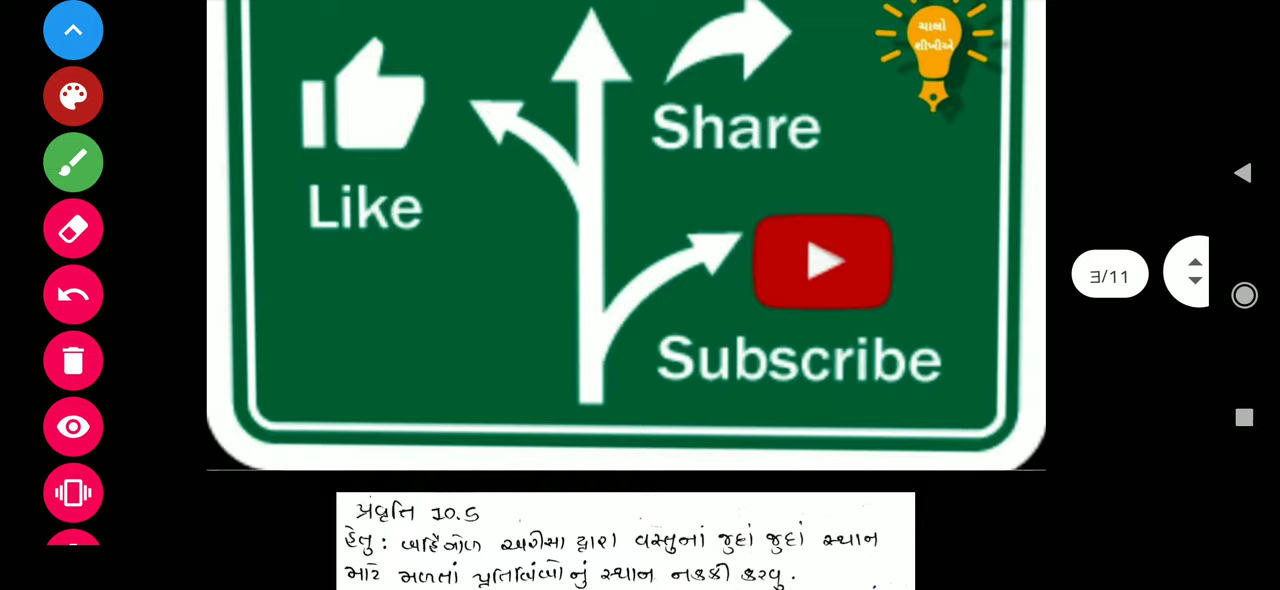 ચાલો
શીખીએ
Share
Like
3/11
Subscribe
પ્રવૃત્તિ 10.5
હેતુ : બહિર્ગોળ અરીસા દ્વારા વસ્તુનાં જુદાં જુદાં સ્થાન
માટે મળતાં પ્રતિબિંબોનું સ્થાન નક્કી કરવુ.